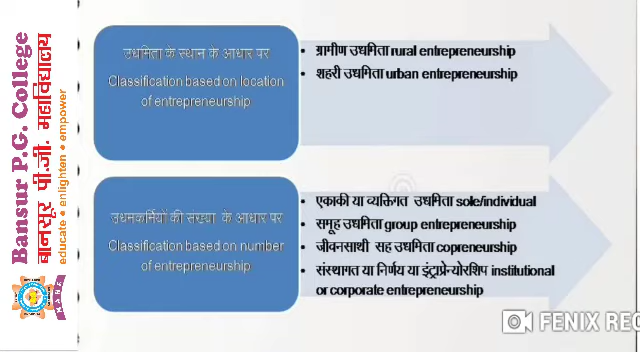 Bansur P.G. College
बानसूर पी.जी. महाविद्यालय
educate • enlighten • empower
उधमिता के स्थान के आधार पर
Classification based on location
of entrepreneurship
• ग्रामीण उधमिता rural entrepreneurship
• शहरी उधमिता urban entrepreneurship
उधमकर्मियों की संख्या के आधार पर
Classification based on number
of entrepreneurship
• एकाकी या व्यक्तिगत उधमिता sole/individual
• समूह उधमिता group entrepreneurship
• जीवनसाथी सह उधमिता copreneurship
• संस्थागत या निर्णय या इंट्राप्रेन्योरशिप institutional
or corporate entrepreneurship
FENIX REC